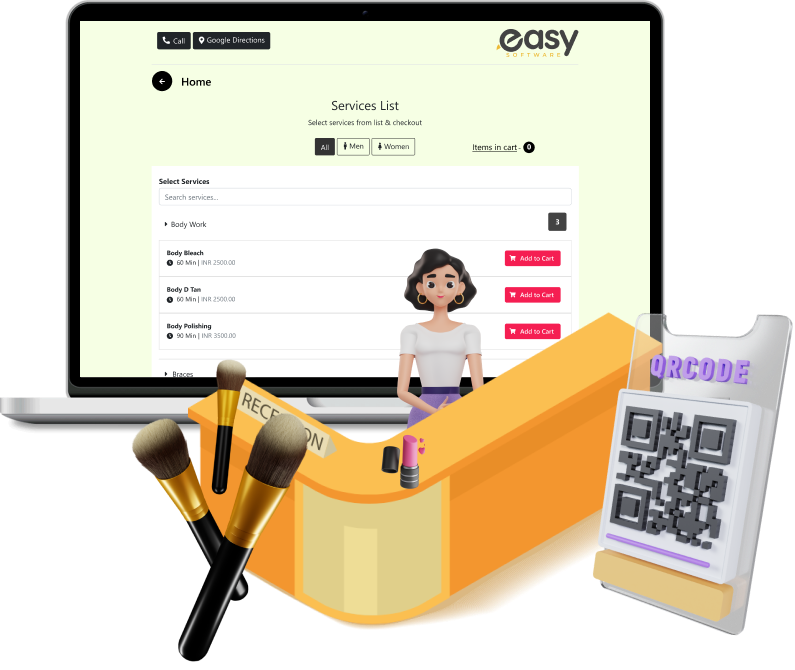 Call
Google Directions
easy
SOFTWARE
Home
Services List
Select services from list & checkout
All
Men
Women
Items in cart - 0
Select Services
Search services...
Body Work
3
Body Bleach
60 Min | INR 2500.00
Add to Cart
Body D Tan
60 Min | INR 2500.00
Add to Cart
Body Polishing
90 Min | INR 3500.00
Add to Cart
Braces
QRCODE